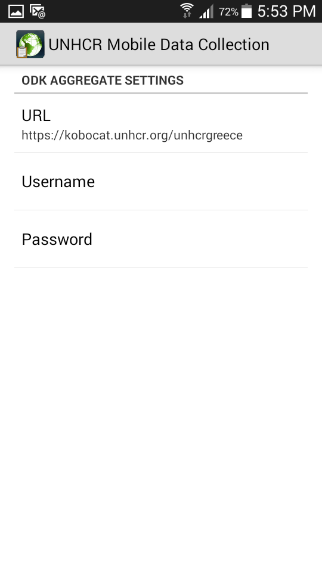 72% 5:53 PM
UNHCR Mobile Data Collection
ODK AGGREGATE SETTINGS
URL
https://kobocat.unhcr.org/unhcrgreece
Username
Password